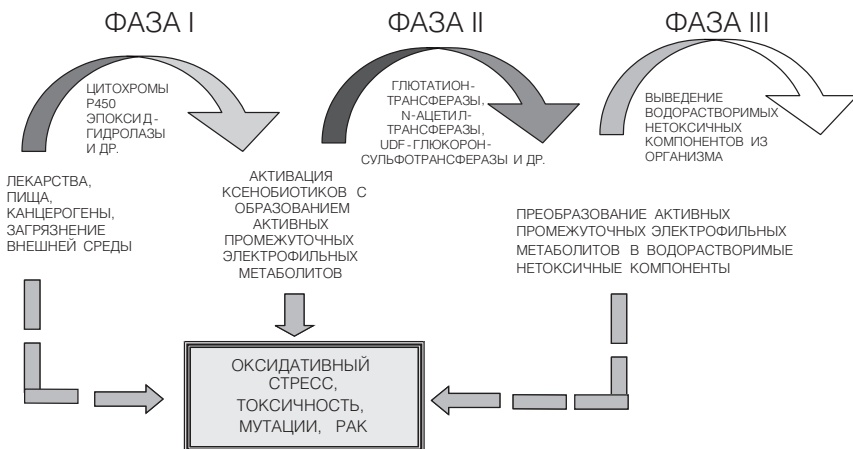 ФАЗА I
ФАЗА II
ФАЗА III
ЦИТОХРОМЫ
P450
ЭПОКСИД-
ГИДРОЛАЗЫ
И ДР.
ГЛЮТАТИОН-
ТРАНСФЕРАЗЫ,
N-АЦЕТИЛ-
ТРАНСФЕРАЗЫ,
UDF-ГЛЮКОРОН-
СУЛЬФОТРАНСФЕРАЗЫ И ДР.
ВЫВЕДЕНИЕ
ВОДОРАСТВОРИМЫХ
НЕТОКСИЧНЫХ
КОМПОНЕНТОВ ИЗ
ОРГАНИЗМА
ЛЕКАРСТВА,
ПИЩА,
КАНЦЕРОГЕНЫ,
ЗАГРЯЗНЕНИЕ
ВНЕШНЕЙ СРЕДЫ
АКТИВАЦИЯ
КСЕНОБИОТИКОВ С
ОБРАЗОВАНИЕМ
АКТИВНЫХ
ПРОМЕЖУТОЧНЫХ
ЭЛЕКТРОФИЛЬНЫХ
МЕТАБОЛИТОВ
ПРЕОБРАЗОВАНИЕ АКТИВНЫХ
ПРОМЕЖУТОЧНЫХ ЭЛЕКТРОФИЛЬНЫХ
МЕТАБОЛИТОВ В ВОДОРАСТВОРИМЫЕ
НЕТОКСИЧНЫЕ КОМПОНЕНТЫ
ОКСИДАТИВНЫЙ
СТРЕСС,
ТОКСИЧНОСТЬ,
МУТАЦИИ, РАК